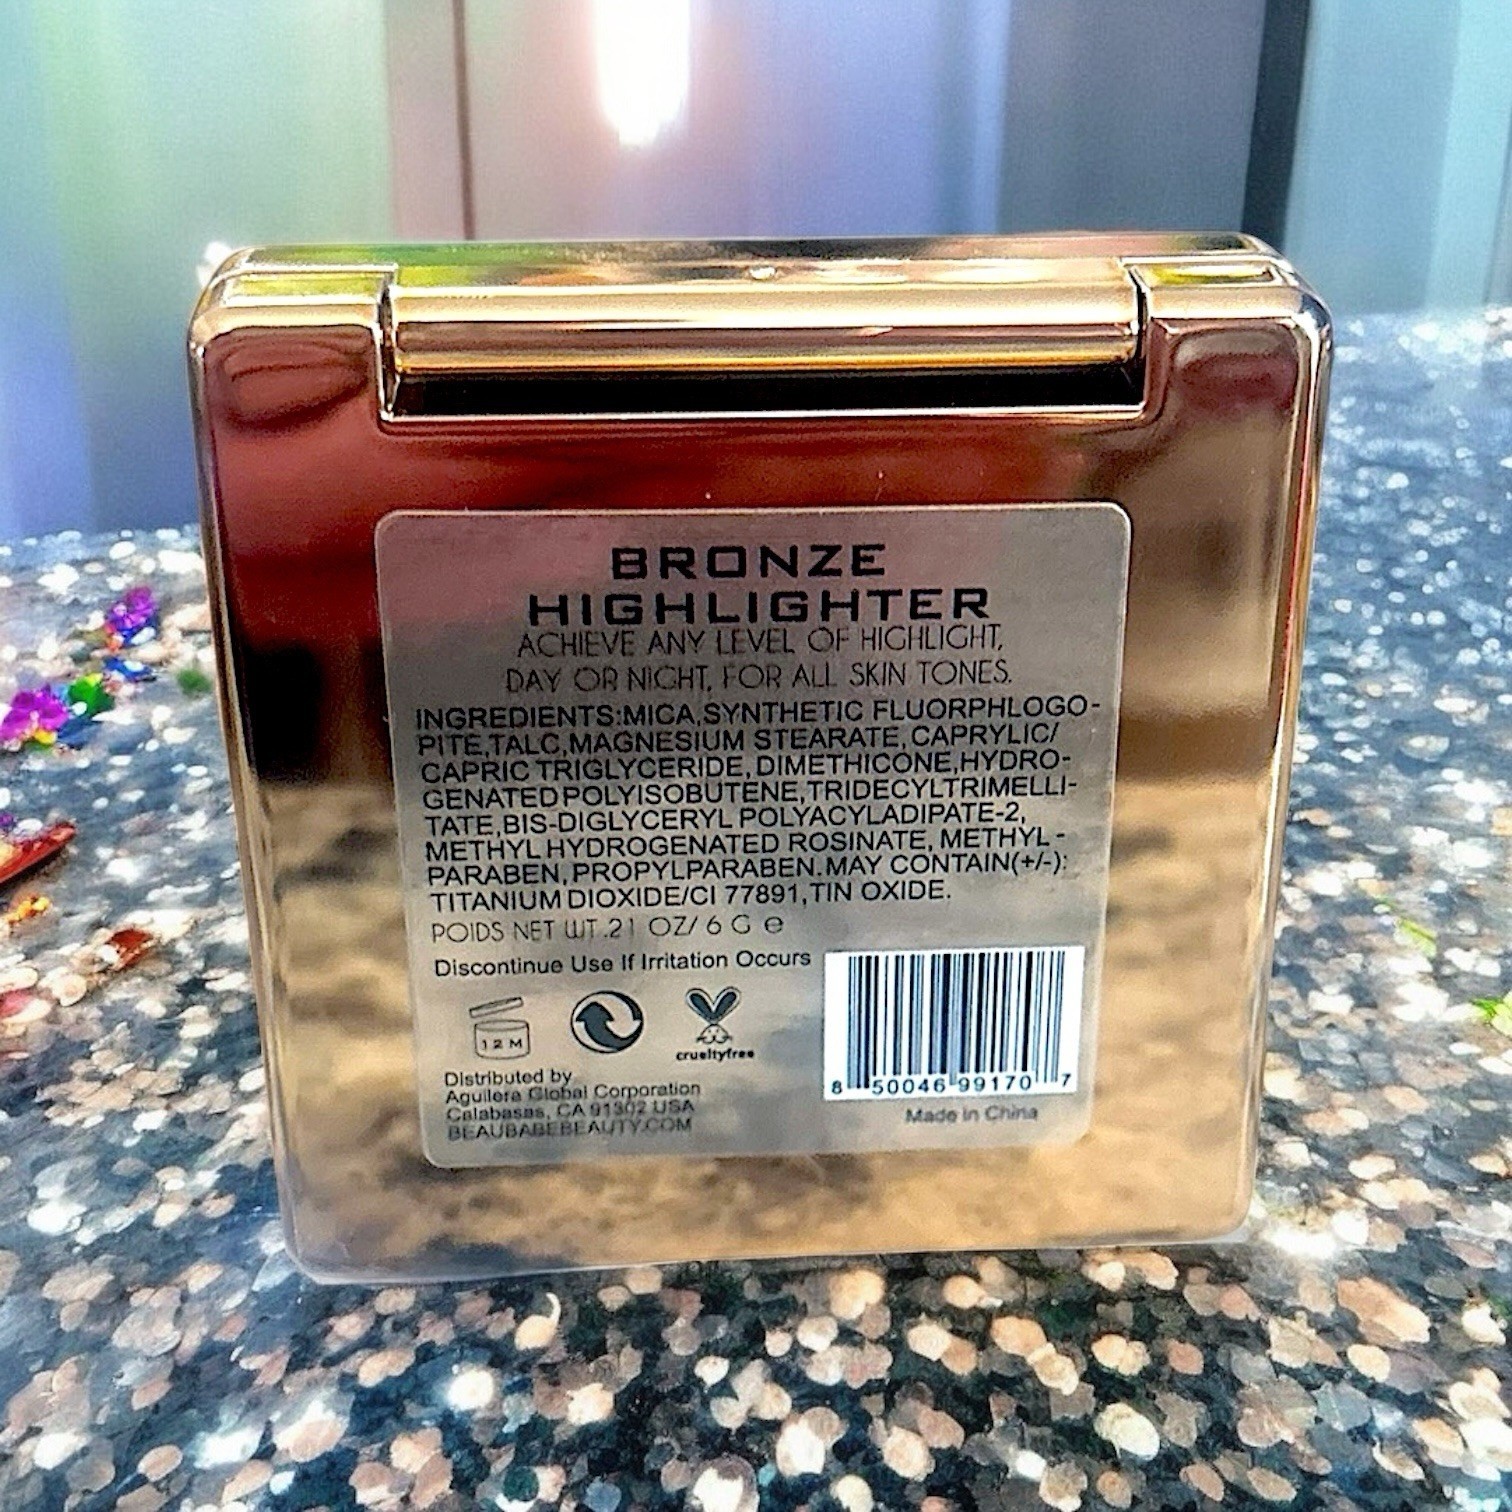 BRONZE
HIGHLIGHTER
ACHIEVE ANY LEVEL OF HIGHLIGHT,
DAY OR NIGHT, FOR ALL SKIN TONES.
INGREDIENTS:MICA,SYNTHETIC FLUORPHLOGO-
PITE,TALC,MAGNESIUM STEARATE,CAPRYLIC/
CAPRIC TRIGLYCERIDE,DIMETHICONE,HYDRO-
GENATED POLYISOBUTENE,TRIDECYLTRIMELLI-
TATE,BIS-DIGLYCERYL POLYACYLADIPATE-2,
METHYL HYDROGENATED ROSINATE, METHYL-
PARABEN,PROPYLPARABEN.MAY CONTAIN(+/-):
TITANIUM DIOXIDE/CI 77891,TIN OXIDE.
POIDS NET WT .21 OZ/ 6 G e
Discontinue Use If Irritation Occurs
12 M
crueltyfree
8 50046 99170 7
Distributed by
Aguilera Global Corporation
Calabasas, CA 91302 USA
BEAUBABEBEAUTY.COM
Made in China